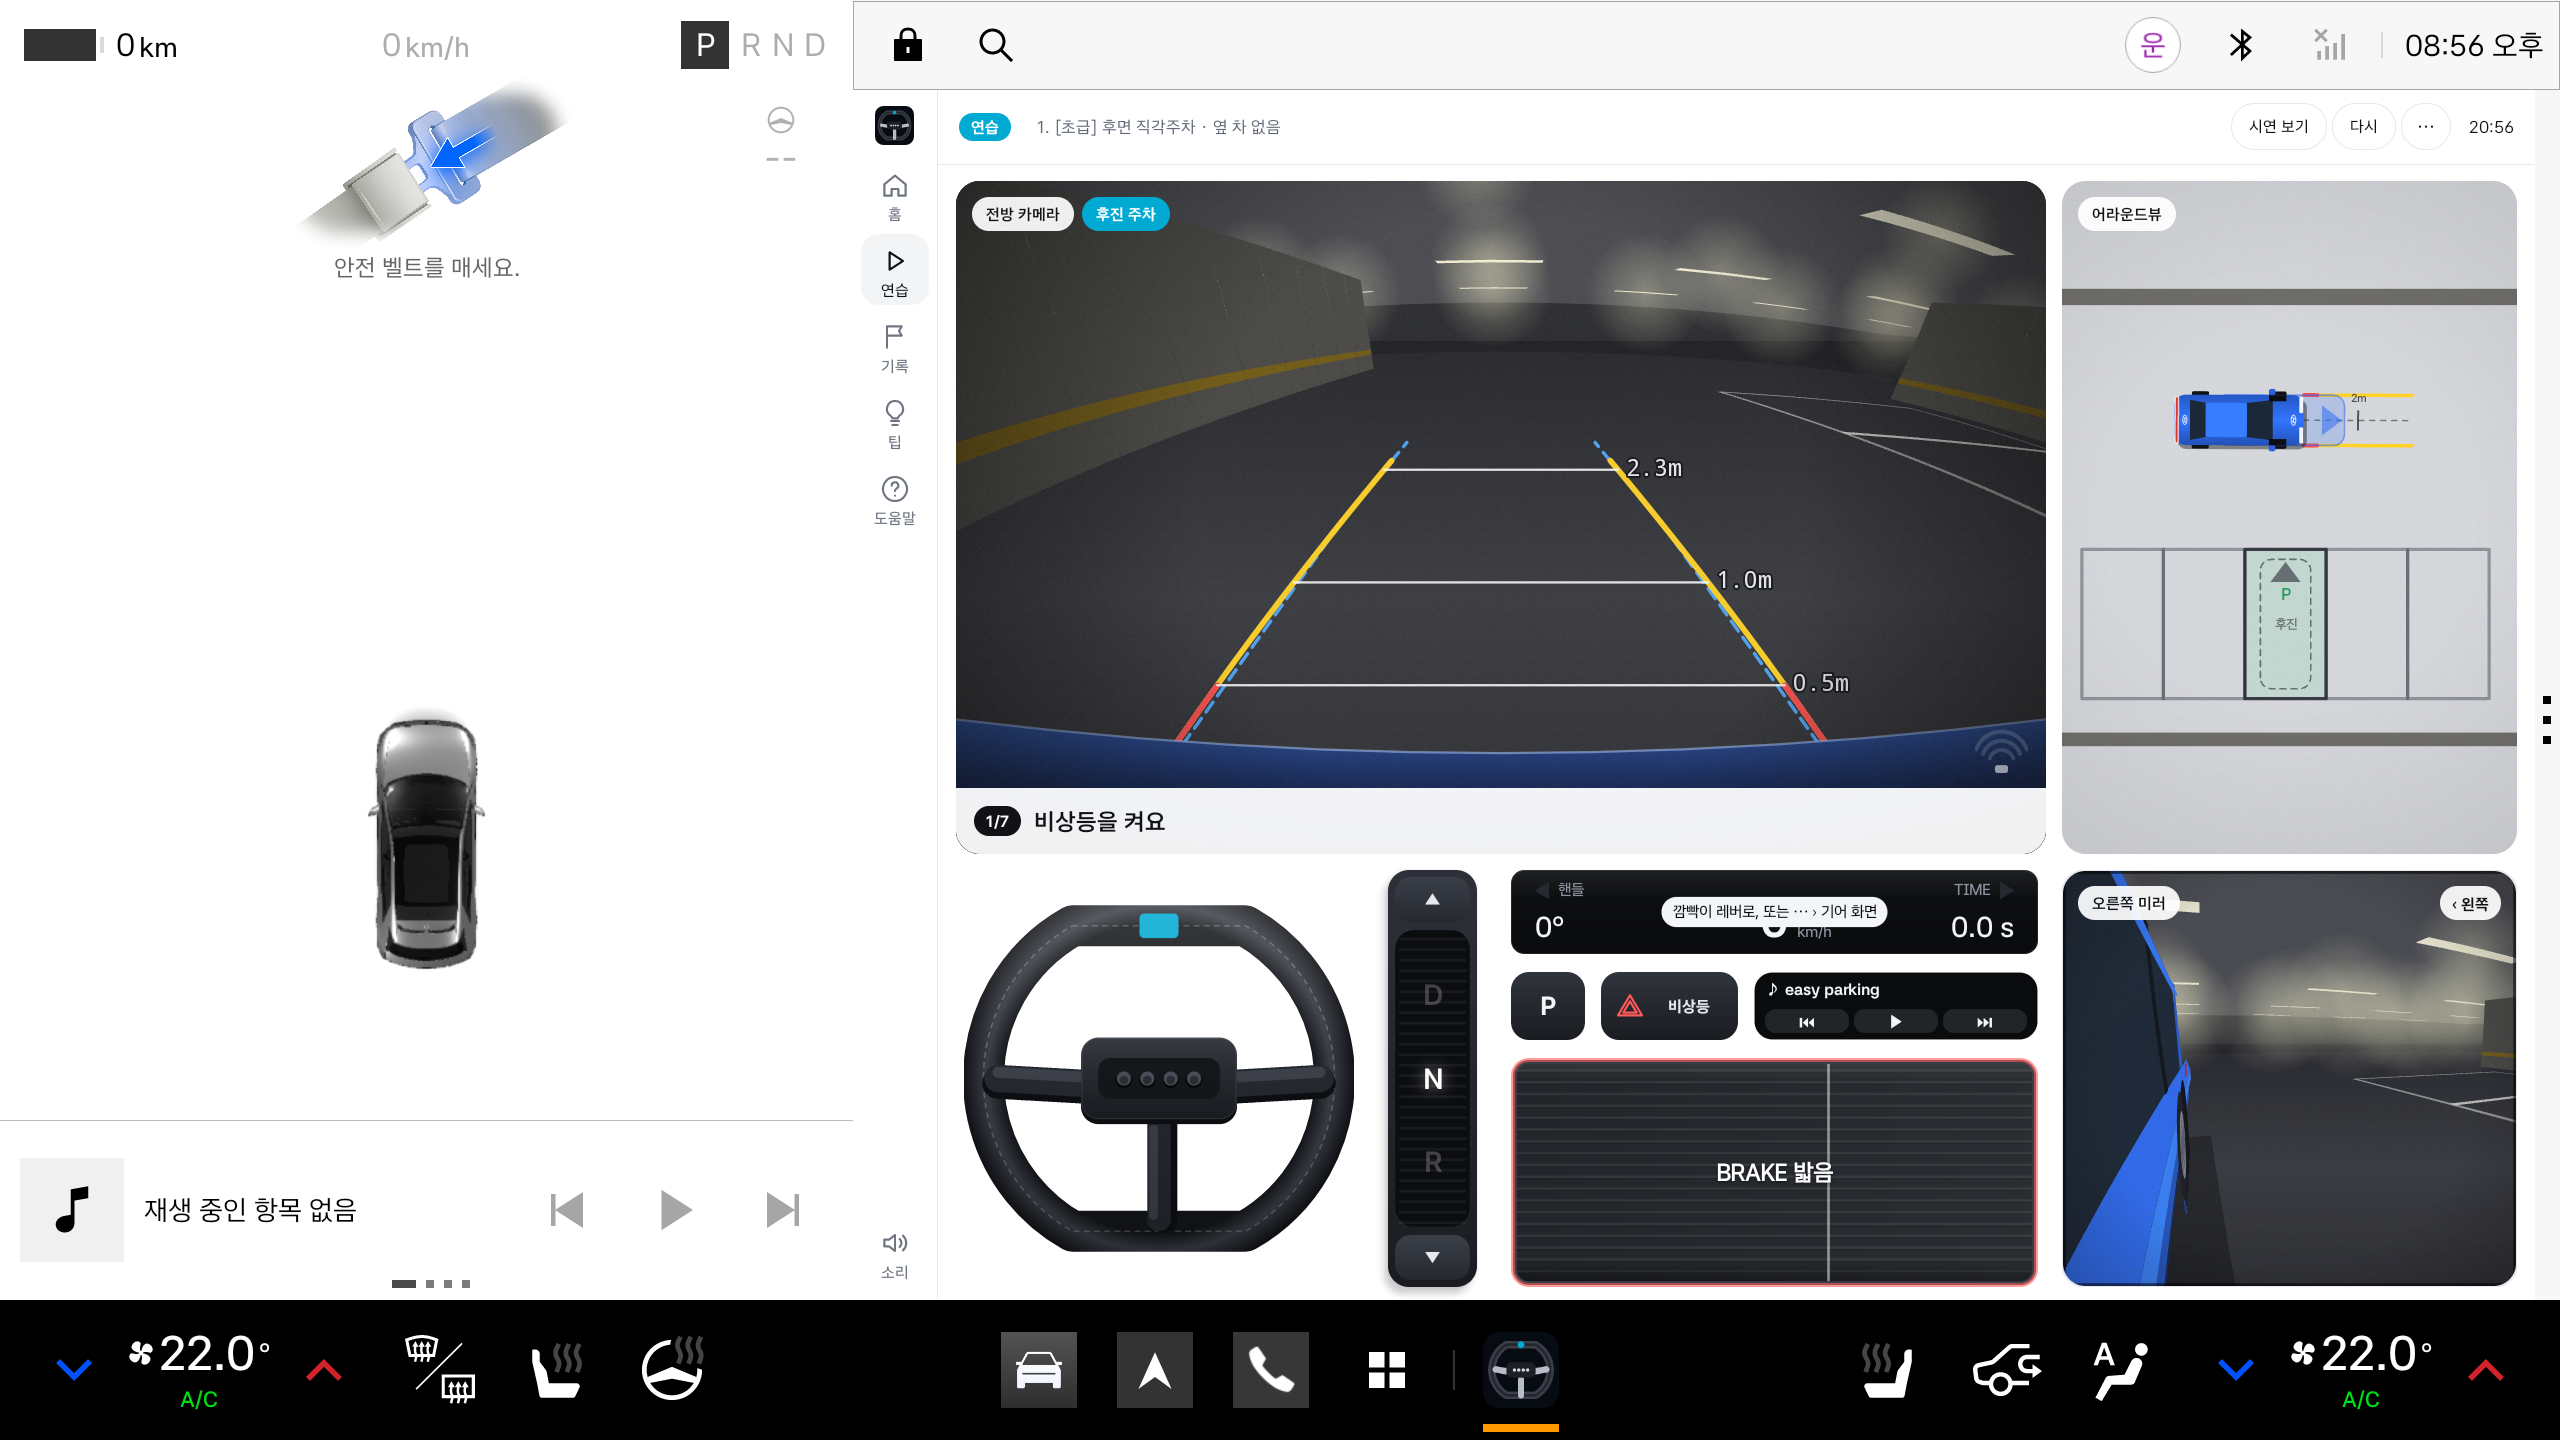 0 km
0 km/h
P R N D
안전 벨트를 매세요.
재생 중인 항목 없음
운
08:56 오후
홈
연습
기록
팁
도움말
소리
연습
1. [초급] 후면 직각주차 · 옆 차 없음
시연 보기
다시
···
20:56
전방 카메라
후진 주차
2.3m
1.0m
0.5m
1/7 비상등을 켜요
어라운드뷰
2m
P
후진
D
N
R
핸들
0°
깜빡이 레버로, 또는 ··· › 기어 화면
km/h
TIME
0.0 s
P
비상등
♪ easy parking
BRAKE 밟음
오른쪽 미러
‹ 왼쪽
22.0°
A/C
A
22.0°
A/C